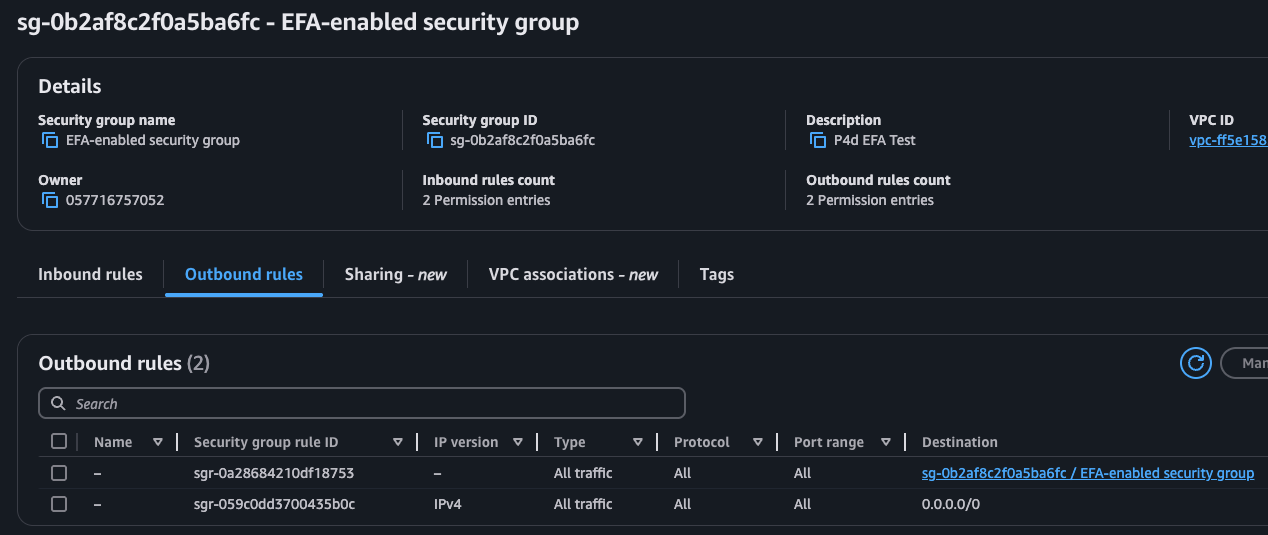 sg-0b2af8c2f0a5ba6fc - EFA-enabled security group
Details
Security group name
EFA-enabled security group
Security group ID
sg-0b2af8c2f0a5ba6fc
Description
P4d EFA Test
VPC ID
vpc-ff5e158
Owner
057716757052
Inbound rules count
2 Permission entries
Outbound rules count
2 Permission entries
Inbound rules
Outbound rules
Sharing - new
VPC associations - new
Tags
Outbound rules (2)
Man
Search
Name Security group rule ID IP version Type Protocol Port range Destination
– sgr-0a28684210df18753 – All traffic All All sg-0b2af8c2f0a5ba6fc / EFA-enabled security group
– sgr-059c0dd3700435b0c IPv4 All traffic All All 0.0.0.0/0